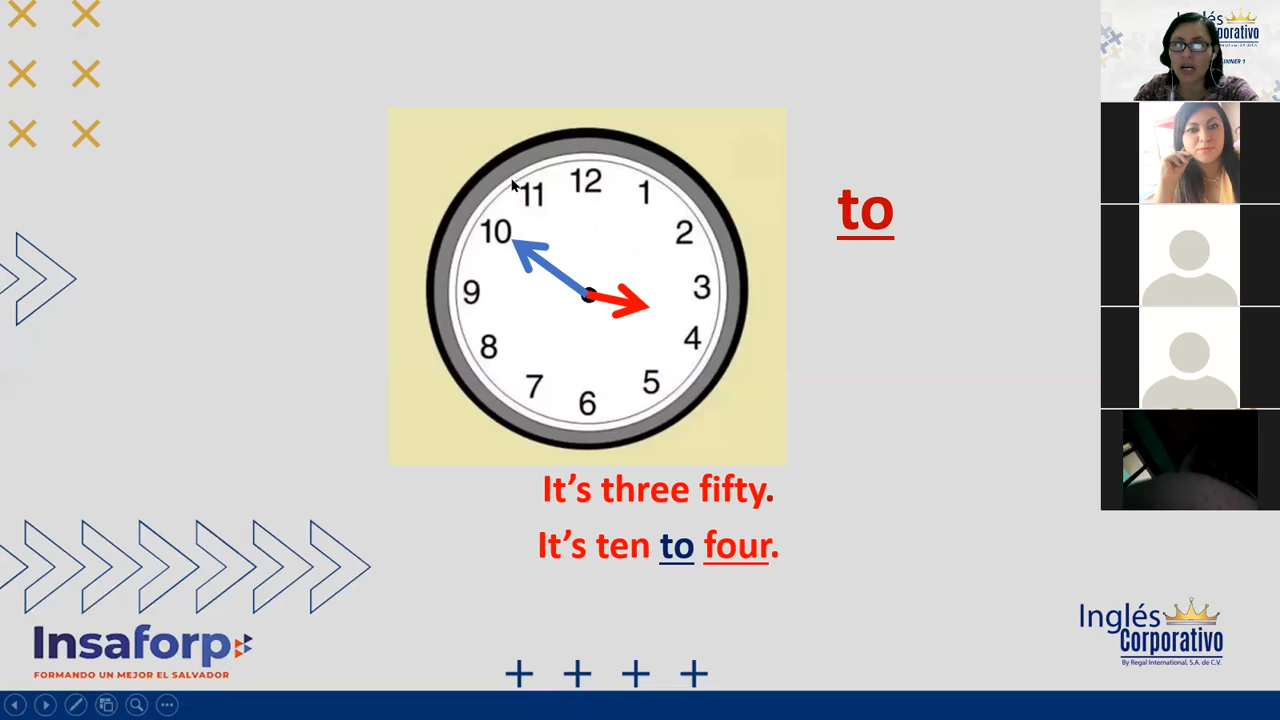 12
11
1
10
2
9
3
8
4
7
5
6
to
It's three fifty.
It's ten to four.
Insaforp
FORMANDO UN MEJOR EL SALVADOR
Inglés
Corporativo
By Regal International, S.A. de C.V.